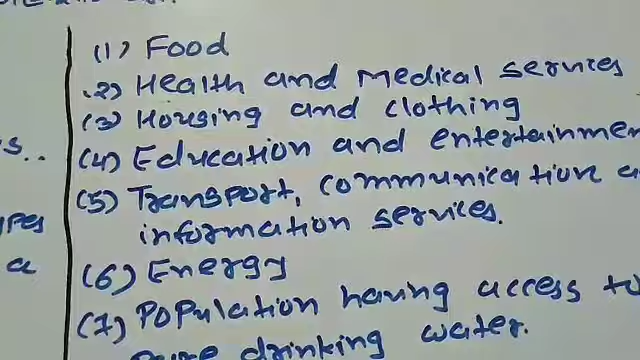 (1) Food
(2) Health and medical services
(3) Housing and clothing
s..
(4) Education and entertainmen
(5) Transport, communication a
information services.
ypes
a
(6) Energy
(7) Population having access to
pure drinking water.